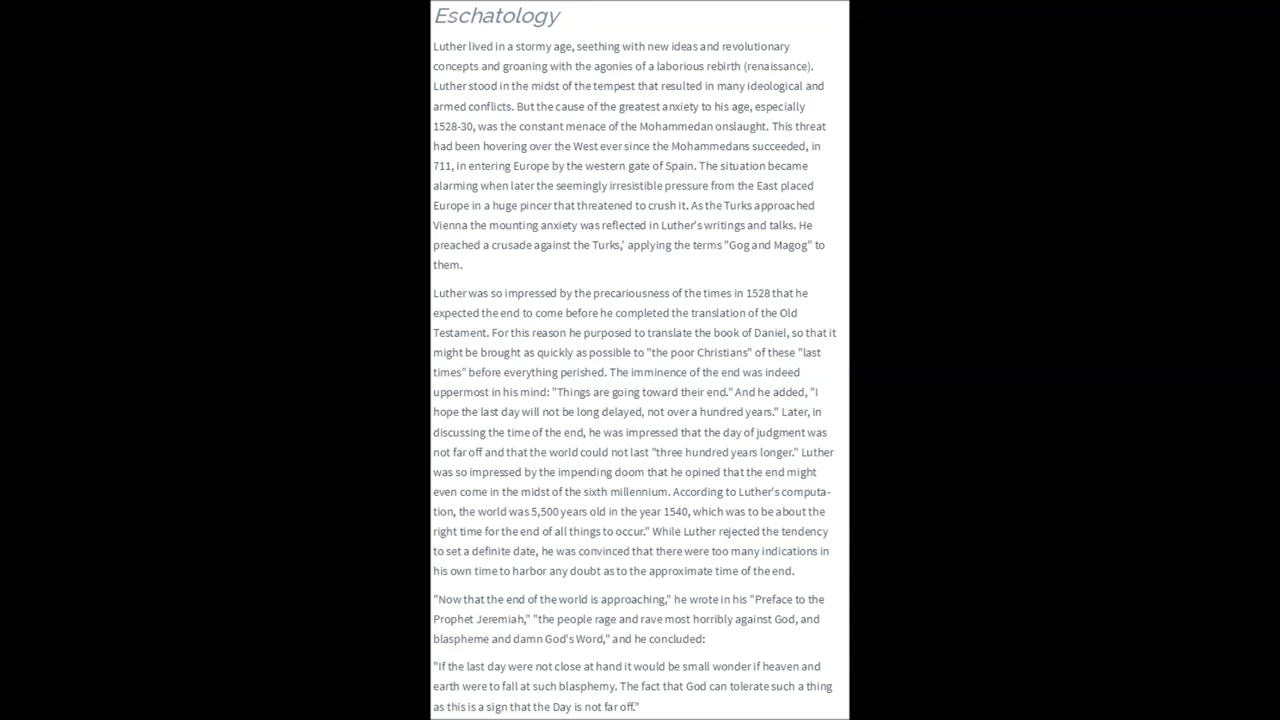 Eschatology
Luther lived in a stormy age, seething with new ideas and revolutionary
concepts and groaning with the agonies of a laborious rebirth (renaissance).
Luther stood in the midst of the tempest that resulted in many ideological and
armed conflicts. But the cause of the greatest anxiety to his age, especially
1528-30, was the constant menace of the Mohammedan onslaught. This threat
had been hovering over the West ever since the Mohammedans succeeded, in
711, in entering Europe by the western gate of Spain. The situation became
alarming when later the seemingly irresistible pressure from the East placed
Europe in a huge pincer that threatened to crush it. As the Turks approached
Vienna the mounting anxiety was reflected in Luther's writings and talks. He
preached a crusade against the Turks,' applying the terms "Gog and Magog" to
them.
Luther was so impressed by the precariousness of the times in 1528 that he
expected the end to come before he completed the translation of the Old
Testament. For this reason he purposed to translate the book of Daniel, so that it
might be brought as quickly as possible to "the poor Christians" of these "last
times" before everything perished. The imminence of the end was indeed
uppermost in his mind: "Things are going toward their end." And he added, "I
hope the last day will not be long delayed, not over a hundred years." Later, in
discussing the time of the end, he was impressed that the day of judgment was
not far off and that the world could not last "three hundred years longer." Luther
was so impressed by the impending doom that he opined that the end might
even come in the midst of the sixth millennium. According to Luther's computa-
tion, the world was 5,500 years old in the year 1540, which was to be about the
right time for the end of all things to occur." While Luther rejected the tendency
to set a definite date, he was convinced that there were too many indications in
his own time to harbor any doubt as to the approximate time of the end.
"Now that the end of the world is approaching," he wrote in his "Preface to the
Prophet Jeremiah," "the people rage and rave most horribly against God, and
blaspheme and damn God's Word," and he concluded:
"If the last day were not close at hand it would be small wonder if heaven and
earth were to fall at such blasphemy. The fact that God can tolerate such a thing
as this is a sign that the Day is not far off."